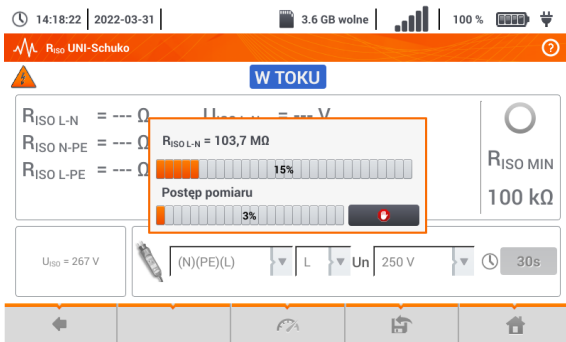 14:18:22 2022-03-31 3.6 GB wolne 100 %
RISO UNI-Schuko ?
W TOKU
RISO L-N = --- Ω = --- V
RISO N-PE = --- Ω
RISO L-PE = --- Ω
RISO L-N = 103,7 MΩ
15%
Postęp pomiaru
3%
RISO MIN
100 kΩ
UISO = 267 V (N)(PE)(L) L Un 250 V 30s